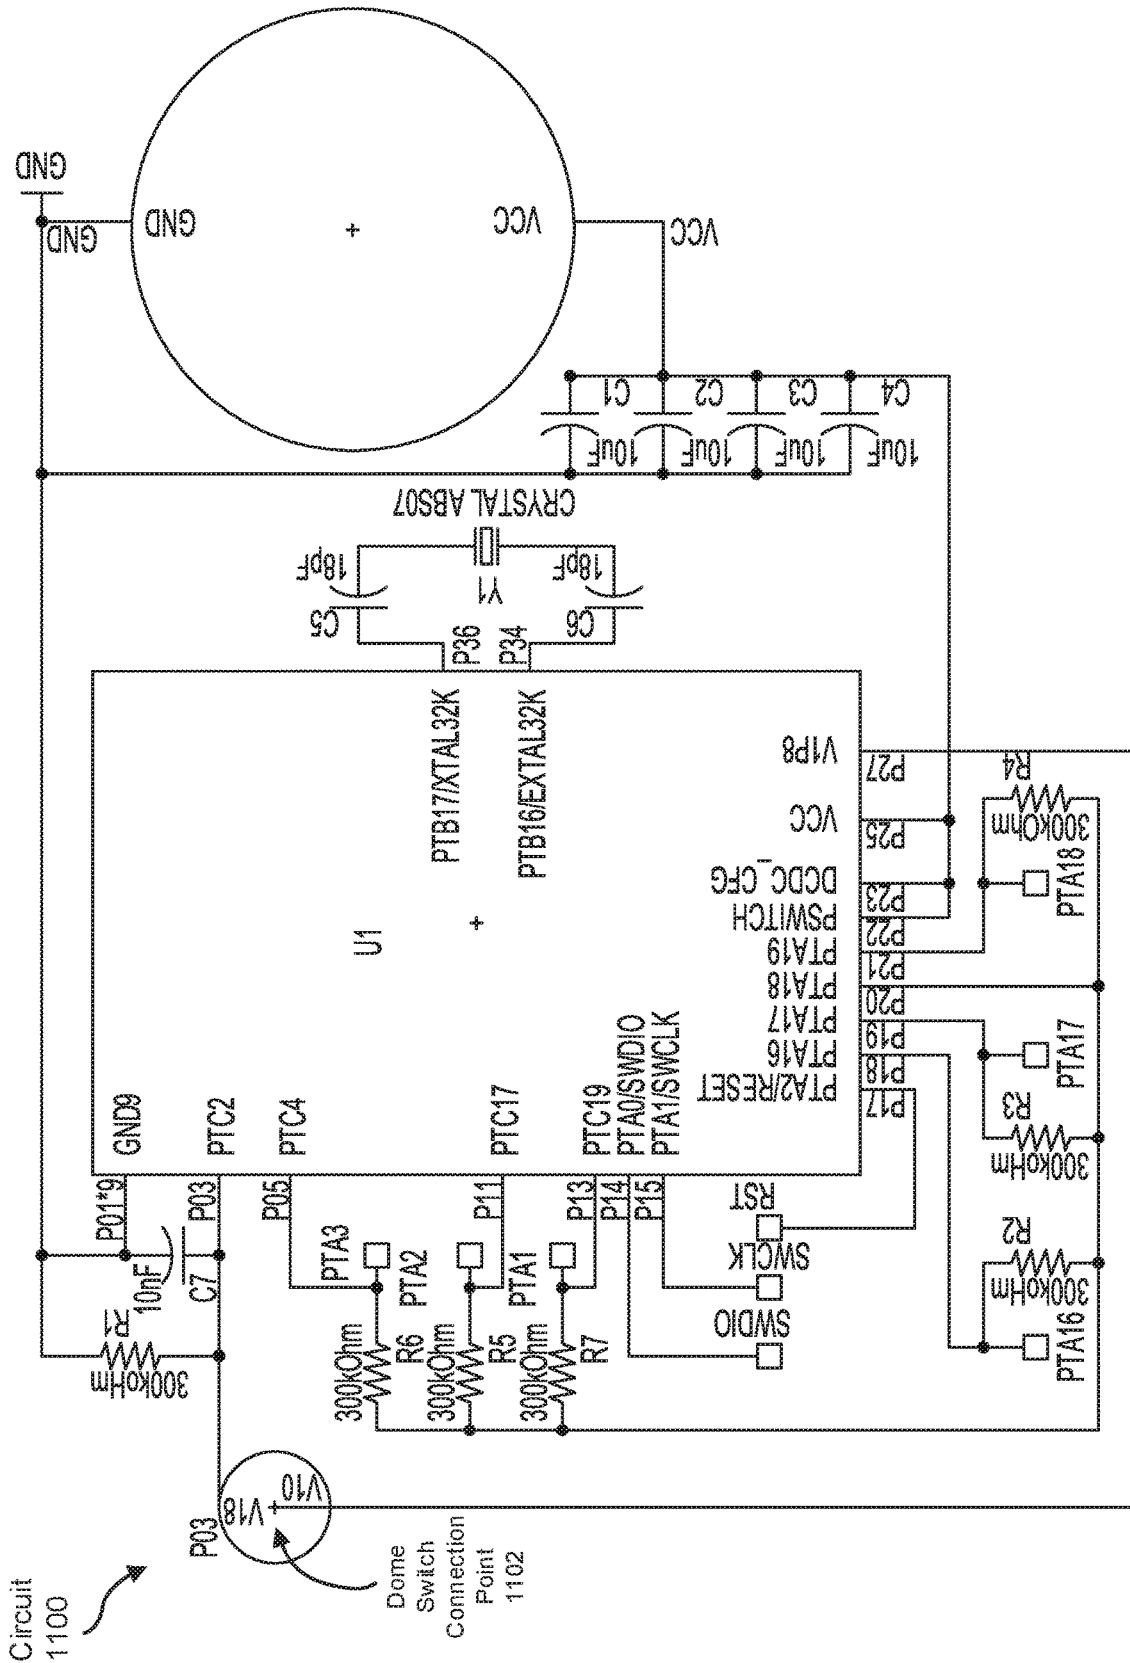 Circuit
1100
P03
V18
V10
Dome
Switch
Connection
Point
1102
R1
300koHm
10nF
C7
P01*9
P03
P05
P11
P13
P14
P15
PTA3
PTA2
PTA1
300kOhm
R6
300kOhm
R5
300kOhm
R7
SWDIO
SWCLK
RST
GND9
PTC2
PTC4
PTC17
PTC19
PTA0/SWDIO
PTA1/SWCLK
PTA2/RESET
PTA16
PTA17
PTA18
PTA19
PSWITCH
DCDC_CFG
VCC
V1P8
P17
P18
P19
P20
P21
P22
P23
P25
P27
U1
PTB17/XTAL32K
PTB16/EXTAL32K
P36
P34
C5
18pF
C6
18pF
Y1
CRYSTAL ABS07
PTA16
R2
300koHm
R3
300koHm
PTA17
PTA18
R4
300kOhm
10uF
C1
10uF
C2
10uF
C3
10uF
C4
GND
GND
GND
VCC
VCC